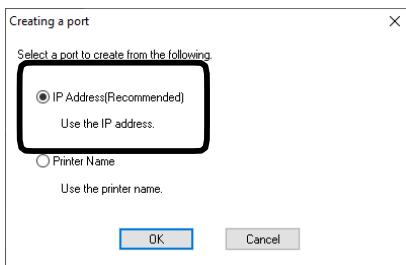 Creating a port
Select a port to create from the following.
IP Address(Recommended)
Use the IP address.
Printer Name
Use the printer name.
OK Cancel